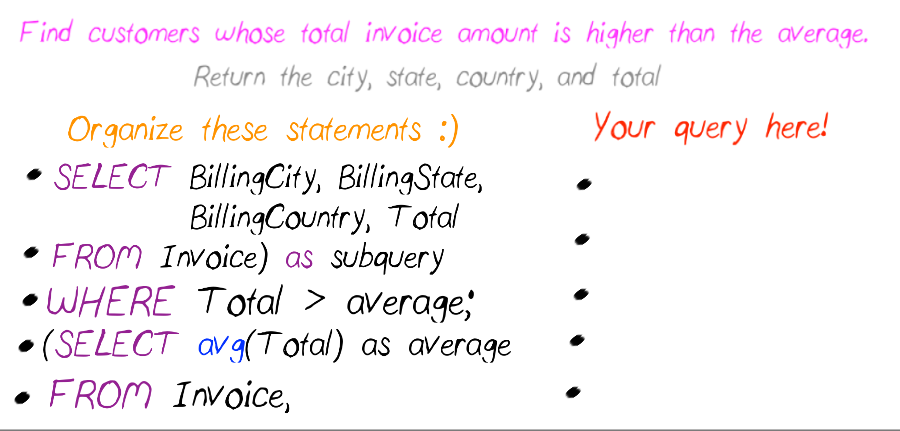 Find customers whose total invoice amount is higher than the average.
Return the city, state, country, and total
Organize these statements :)
Your query here!
• SELECT BillingCity, BillingState,
BillingCountry, Total
• FROM Invoice) as subquery
• WHERE Total > average;
• (SELECT avg(Total) as average
• FROM Invoice,
•
•
•
•
•